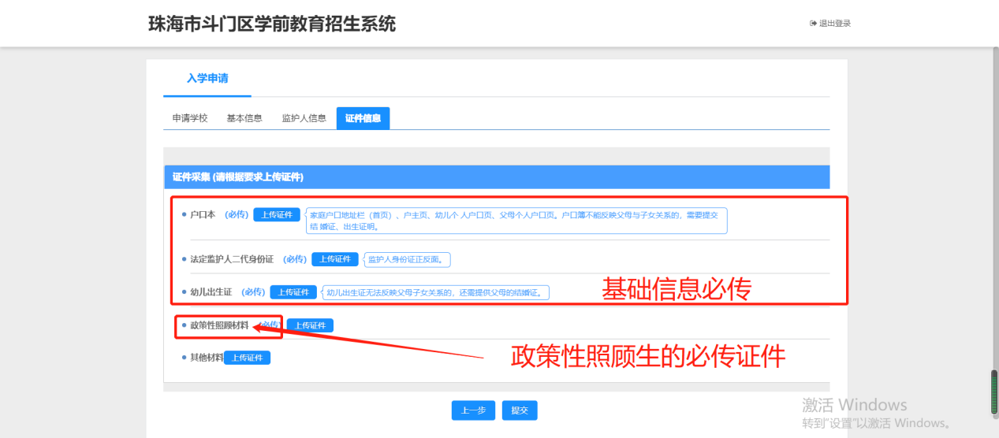 珠海市斗门区学前教育招生系统
退出登录
入学申请
申请学校 基本信息 监护人信息 证件信息
证件采集 (请根据要求上传证件)
户口本 (必传) 上传证件 家庭户口地址栏（首页）、户主页、幼儿个 人户口页、父母个人户口页。户口簿不能反映父母与子女关系的，需要提交
结 婚证、出生证明。
法定监护人二代身份证 (必传) 上传证件 监护人身份证正反面。
幼儿出生证 (必传) 上传证件 幼儿出生证无法反映父母子女关系的，还需提供父母的结婚证。
基础信息必传
政策性照顾材料 (必传) 上传证件
政策性照顾生的必传证件
其他材料 上传证件
上一步 提交
激活 Windows
转到"设置"以激活 Windows。